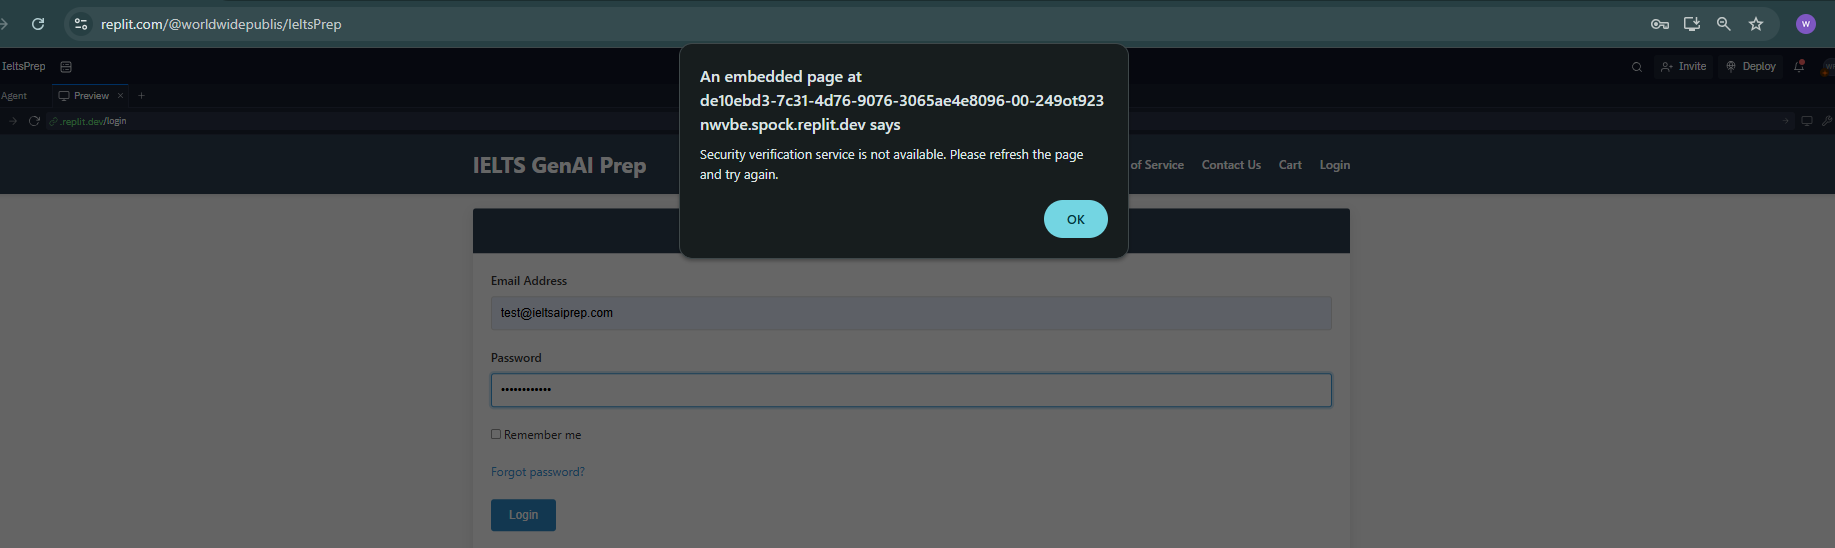 replit.com/@worldwidepublis/IeltsPrep
W
IeltsPrep
Invite
Deploy
Agent
Preview
.replit.dev/login
An embedded page at
de10ebd3-7c31-4d76-9076-3065ae4e8096-00-249ot923
nwvbe.spock.replit.dev says
Security verification service is not available. Please refresh the page
and try again.
OK
IELTS GenAI Prep
of Service
Contact Us
Cart
Login
Email Address
test@ieltsaiprep.com
Password
Remember me
Forgot password?
Login